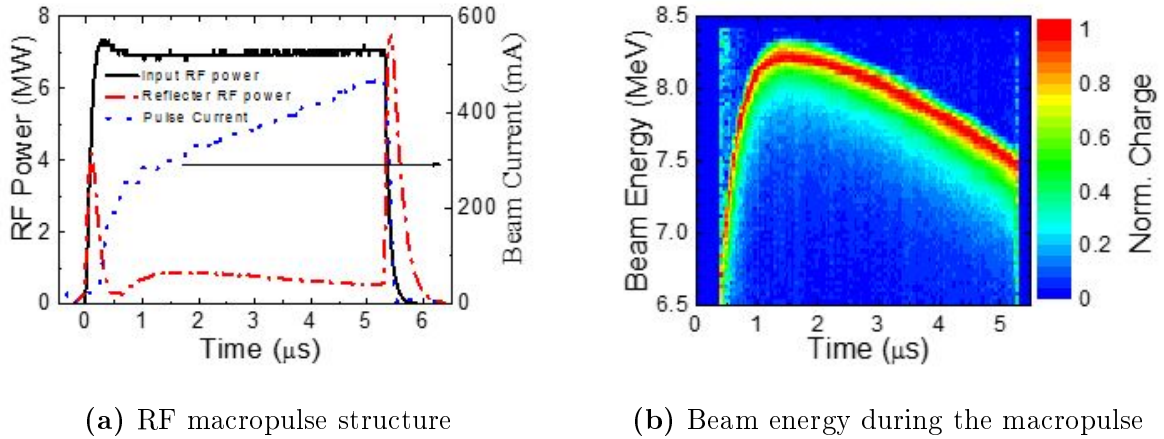 8
7
6
4
2
0
RF Power (MW)
Input RF power
Reflecter RF power
Pulse Current
600
400
200
0
Beam Current (mA)
0 1 2 3 4 5 6
Time (μs)
8.5
8.0
7.5
7.0
6.5
Beam Energy (MeV)
0 1 2 3 4 5
Time (μs)
1
0.8
0.6
0.4
0.2
0
Norm. Charge
(a) RF macropulse structure
(b) Beam energy during the macropulse